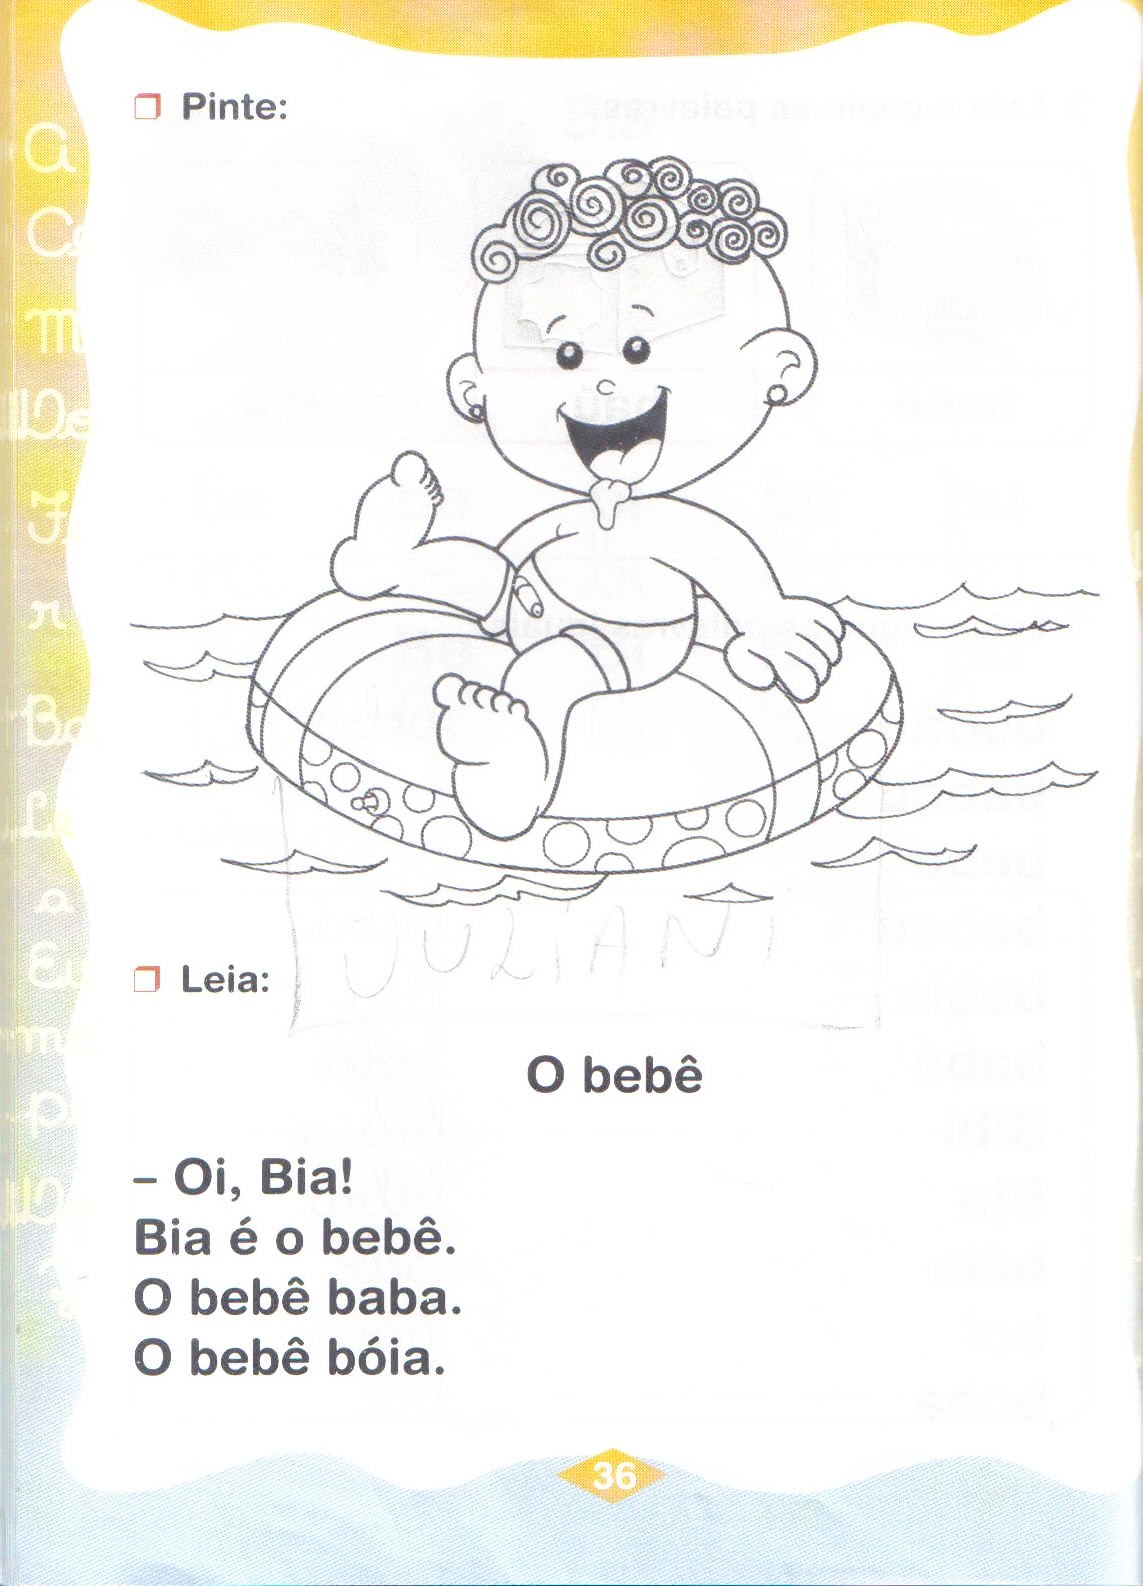 Pinte:
JULIANI
Leia:
O bebê
– Oi, Bia!
Bia é o bebê.
O bebê baba.
O bebê bóia.
36